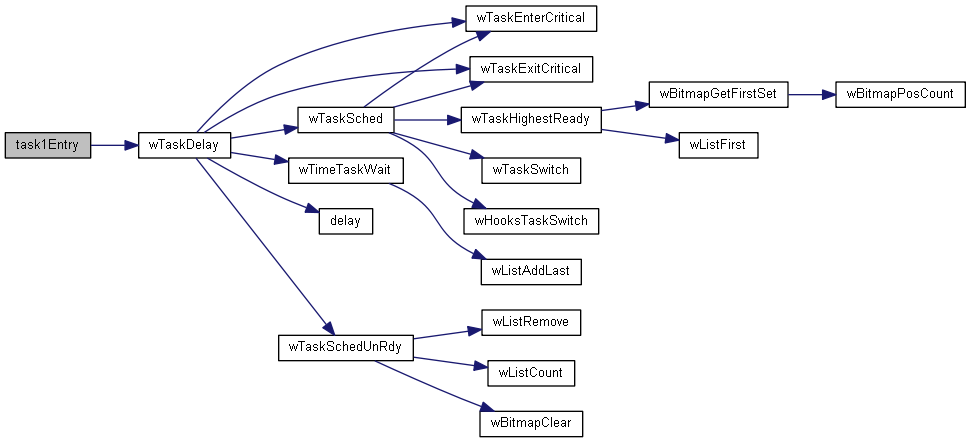 task1Entry
wTaskDelay
wTaskEnterCritical
wTaskExitCritical
wTaskSched
wTaskHighestReady
wBitmapGetFirstSet
wBitmapPosCount
wListFirst
wTaskSwitch
wHooksTaskSwitch
wTimeTaskWait
wListAddLast
delay
wTaskSchedUnRdy
wListRemove
wListCount
wBitmapClear